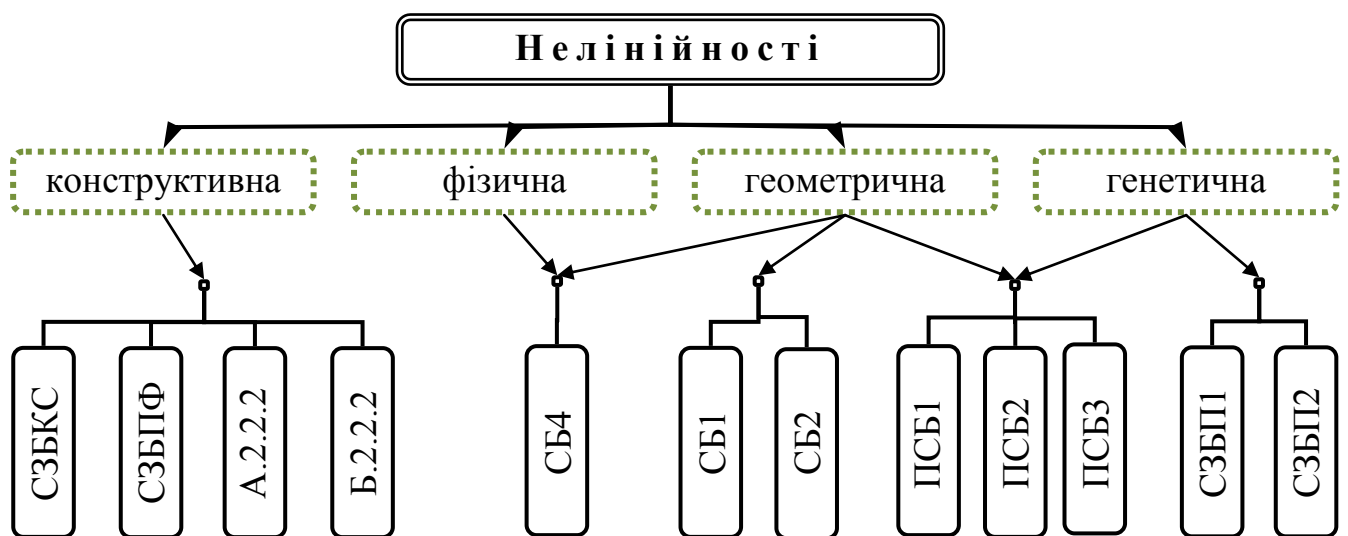 Нелінійності
конструктивна
фізична
геометрична
генетична
СЗБКС
СЗБПФ
А.2.2.2
Б.2.2.2
СБ4
СБ1
СБ2
ПСБ1
ПСБ2
ПСБ3
СЗБП1
СЗБП2